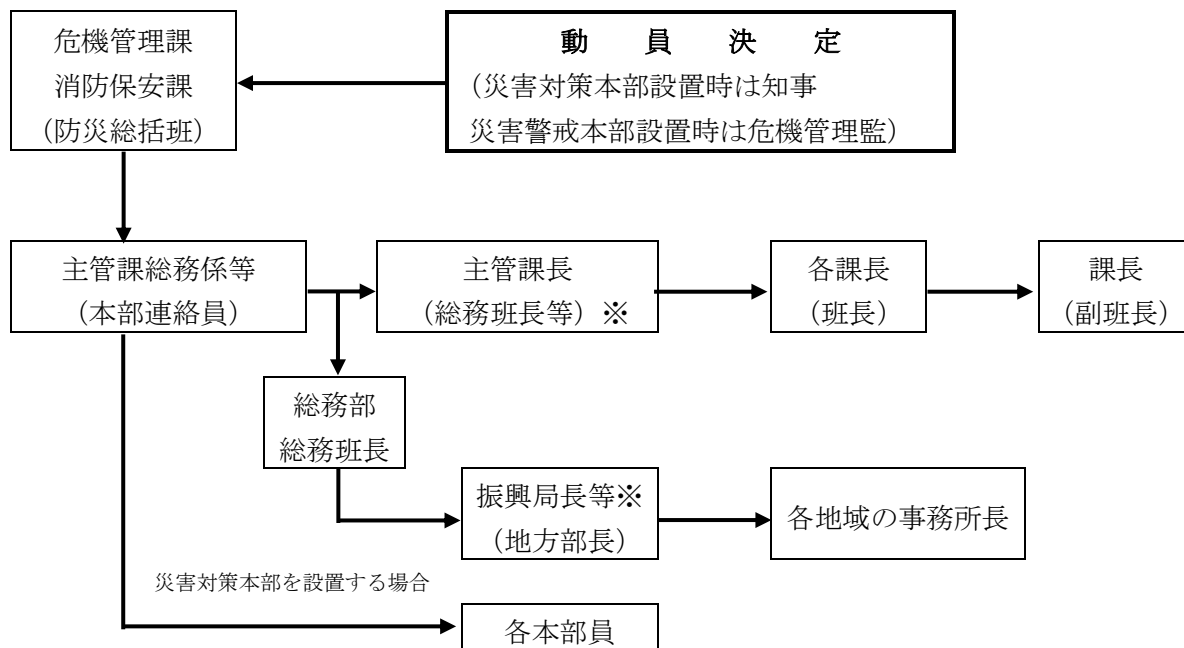 危機管理課
消防保安課
（防災総括班）
動　員　決　定
（災害対策本部設置時は知事
災害警戒本部設置時は危機管理監）
主管課総務係等
（本部連絡員）
主管課長
（総務班長等）※
各課長
（班長）
課長
（副班長）
総務部
総務班長
振興局長等※
（地方部長）
各地域の事務所長
災害対策本部を設置する場合
各本部員